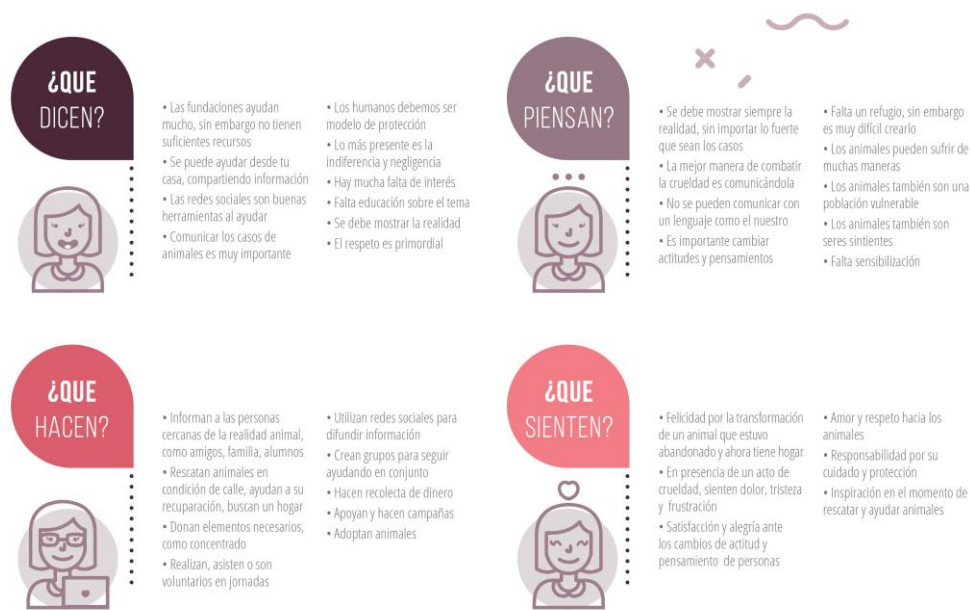 ¿QUE
DICEN?
• Las fundaciones ayudan
mucho, sin embargo no tienen
suficientes recursos
• Se puede ayudar desde tu
casa, compartiendo información
• Las redes sociales son buenas
herramientas al ayudar
• Comunicar los casos de
animales es muy importante
• Los humanos debemos ser
modelo de protección
• Lo más presente es la
indiferencia y negligencia
• Hay mucha falta de interés
• Falta educación sobre el tema
• Se debe mostrar la realidad
• El respeto es primordial
¿QUE
PIENSAN?
• Se debe mostrar siempre la
realidad, sin importar lo fuerte
que sean los casos
• La mejor manera de combatir
la crueldad es comunicándola
• No se pueden comunicar con
un lenguaje como el nuestro
• Es importante cambiar
actitudes y pensamientos
• Falta un refugio, sin embargo
es muy difícil crearlo
• Los animales pueden sufrir de
muchas maneras
• Los animales también son una
población vulnerable
• Los animales también son
seres sintientes
• Falta sensibilización
¿QUE
HACEN?
• Informan a las personas
cercanas de la realidad animal,
como amigos, familia, alumnos
• Rescatan animales en
condición de calle, ayudan a su
recuparación, buscan un hogar
• Donan elementos necesarios,
como concentrado
• Realizan, asisten o son
voluntarios en jornadas
• Utilizan redes sociales para
difundir información
• Crean grupos para seguir
ayudando en conjunto
• Hacen recolecta de dinero
• Apoyan y hacen campañas
• Adoptan animales
¿QUE
SIENTEN?
• Felicidad por la transformación
de un animal que estuvo
abandonado y ahora tiene hogar
• En presencia de un acto de
crueldad, sienten dolor, tristeza
y frustración
• Satisfacción y alegría ante
los cambios de actitud y
pensamiento de personas
• Amor y respeto hacia los
animales
• Responsabilidad por su
cuidado y protección
• Inspiración en el momento de
rescatar y ayudar animales